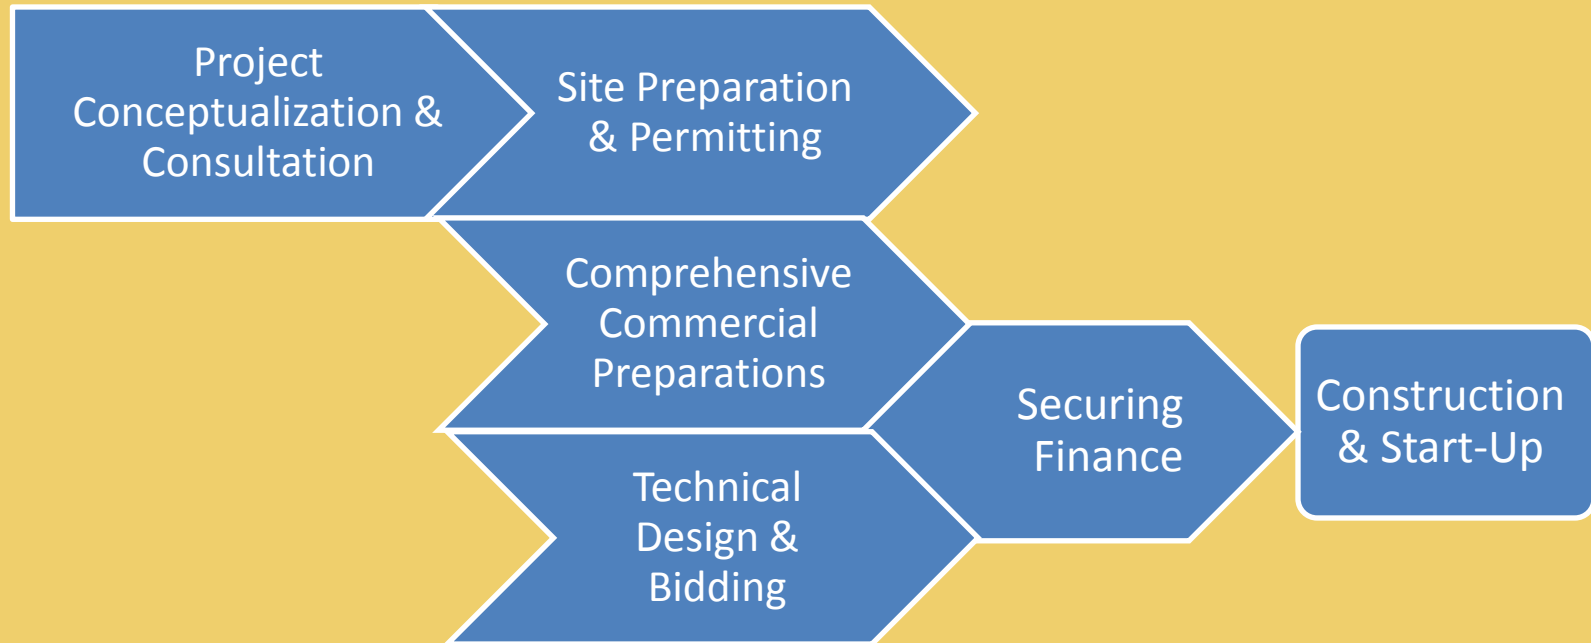 Project
Conceptualization &
Consultation
Site Preparation
& Permitting
Comprehensive
Commercial
Preparations
Technical
Design &
Bidding
Securing
Finance
Construction
& Start-Up